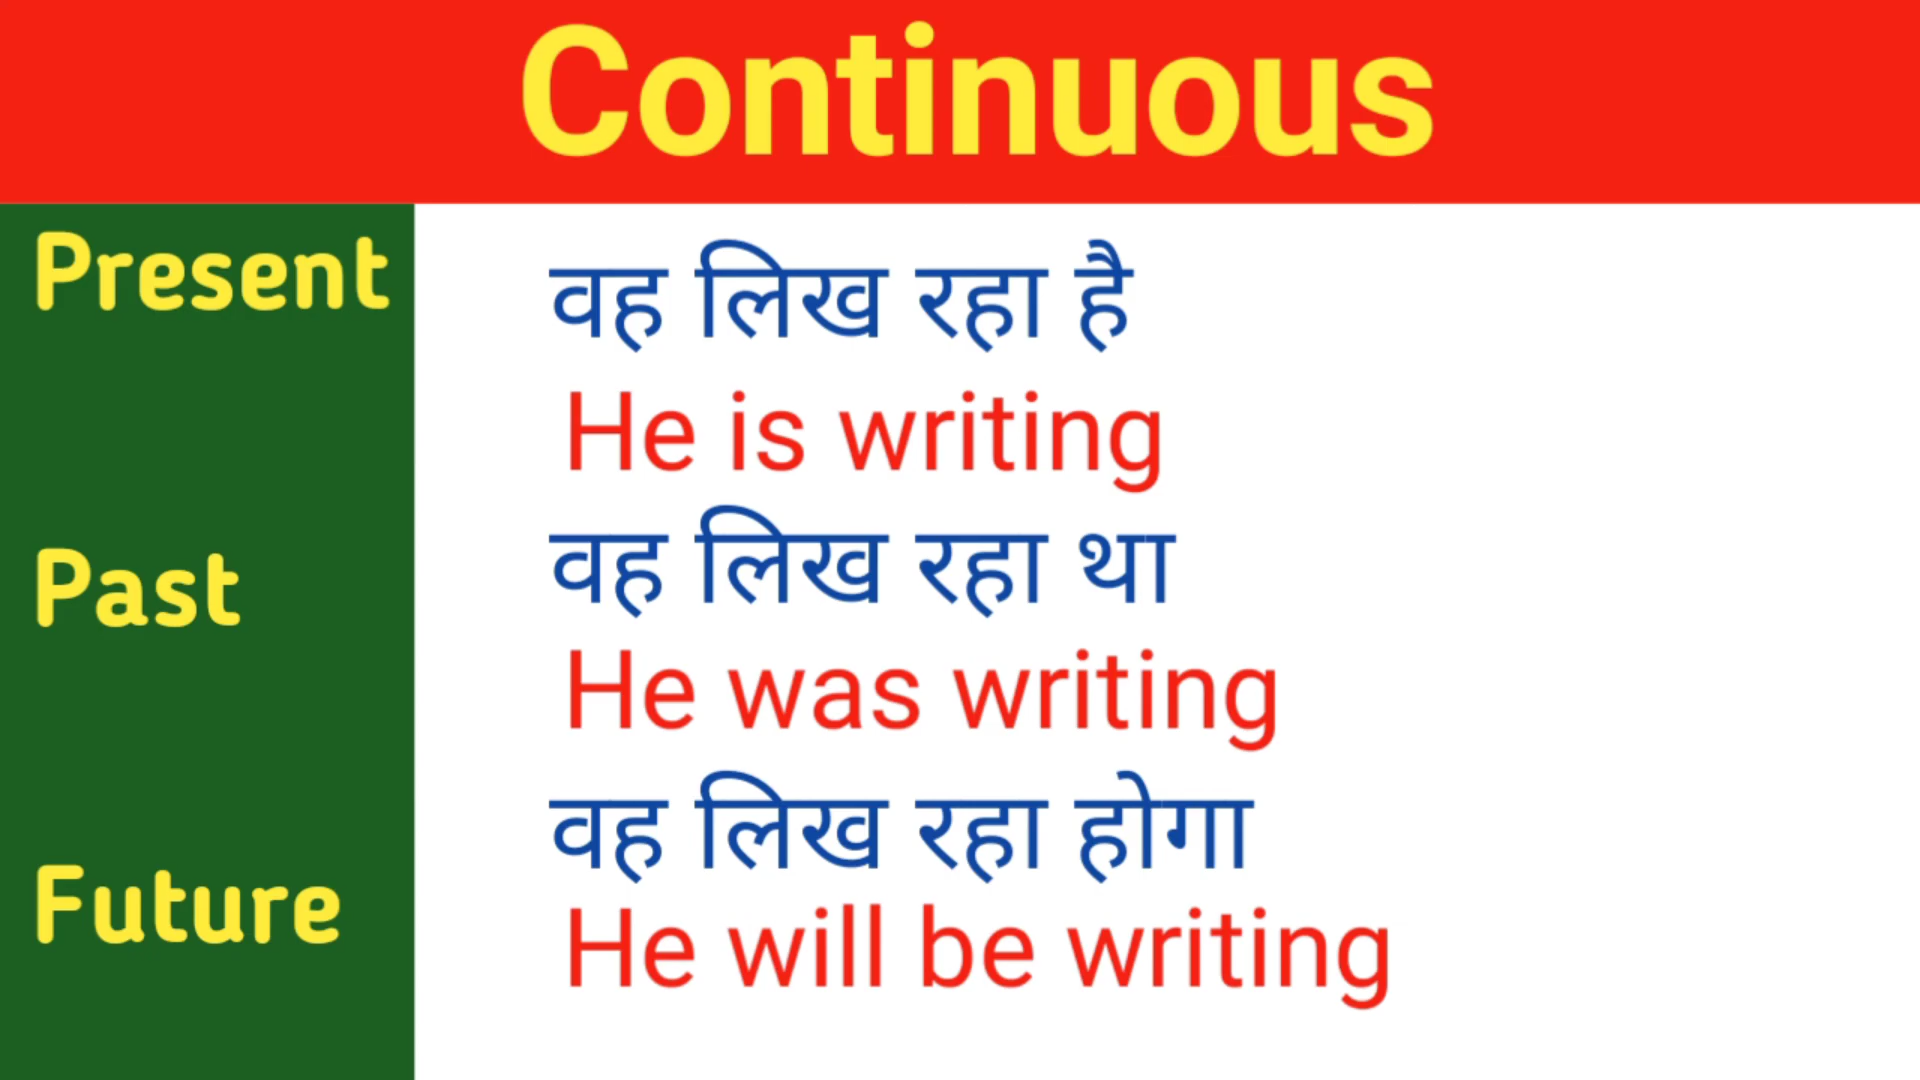 Continuous
Present
वह लिख रहा है
He is writing
Past
वह लिख रहा था
He was writing
Future
वह लिख रहा होगा
He will be writing